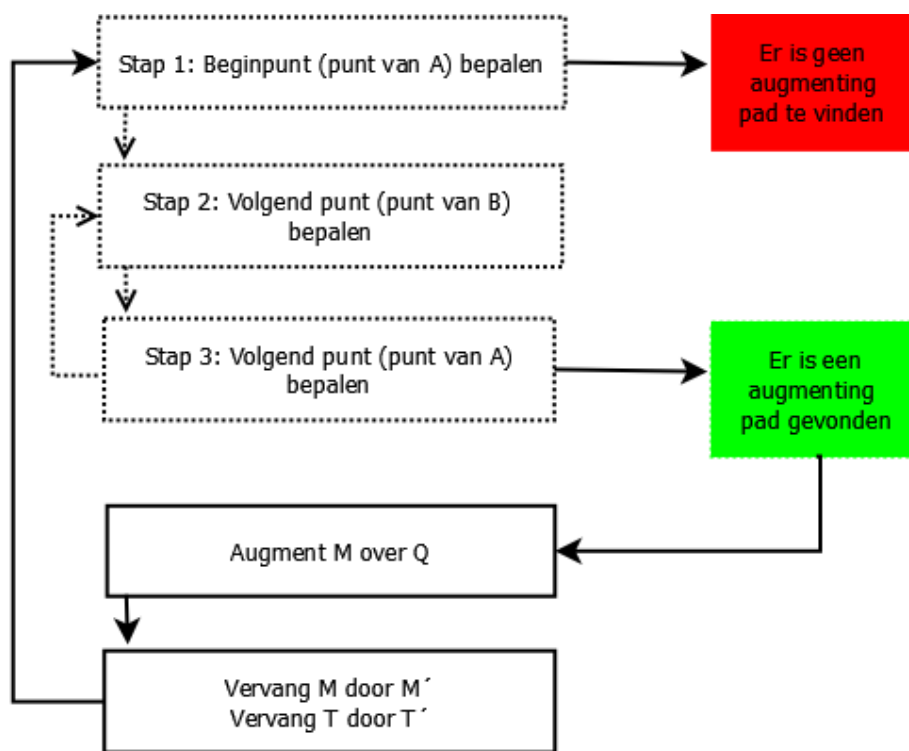 Stap 1: Beginpunt (punt van A) bepalen
Er is geen
augmenting
pad te vinden
Stap 2: Volgend punt (punt van B)
bepalen
Stap 3: Volgend punt (punt van A)
bepalen
Er is een
augmenting
pad gevonden
Augment M over Q
Vervang M door M´
Vervang T door T´